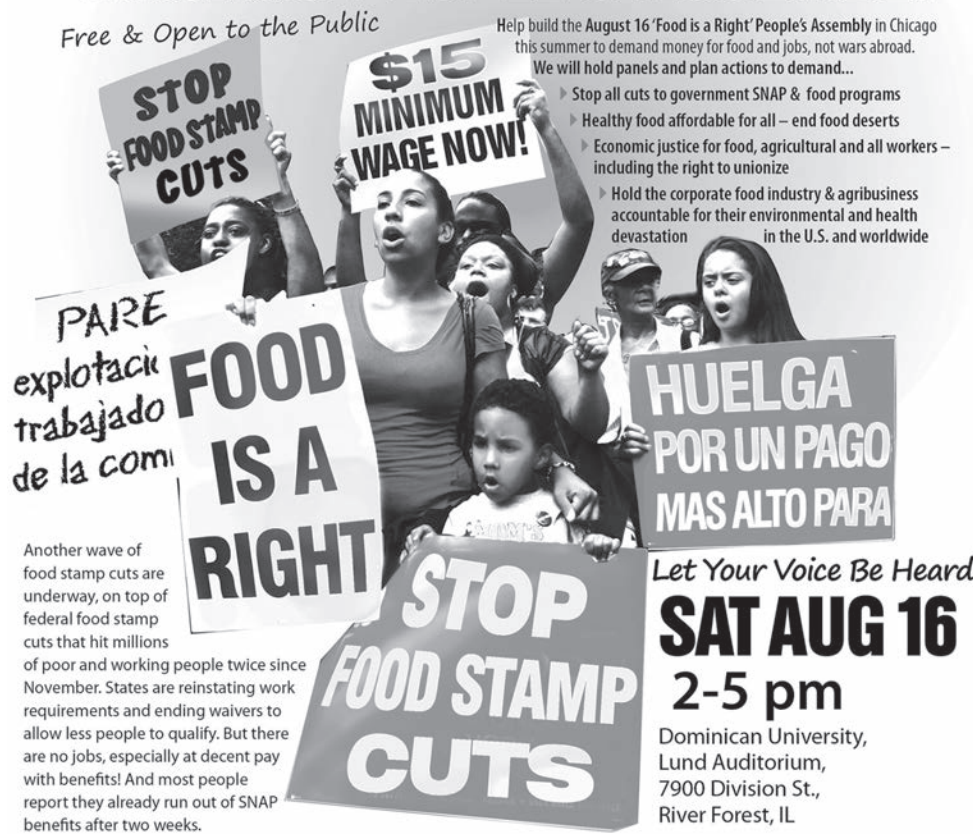 Free & Open to the Public
Help build the August 16 'Food is a Right' People's Assembly in Chicago
this summer to demand money for food and jobs, not wars abroad.
We will hold panels and plan actions to demand...
Stop all cuts to government SNAP & food programs
Healthy food affordable for all – end food deserts
Economic justice for food, agricultural and all workers –
including the right to unionize
Hold the corporate food industry & agribusiness
accountable for their environmental and health
devastation in the U.S. and worldwide
STOP
FOOD STAMP
CUTS
$15
MINIMUM
WAGE NOW!
PARE
explotació
trabajado
de la com
FOOD
IS A
RIGHT
HUELGA
POR UN PAGO
MAS ALTO PARA
STOP
FOOD STAMP
CUTS
Another wave of
food stamp cuts are
underway, on top of
federal food stamp
cuts that hit millions
of poor and working people twice since
November. States are reinstating work
requirements and ending waivers to
allow less people to qualify. But there
are no jobs, especially at decent pay
with benefits! And most people
report they already run out of SNAP
benefits after two weeks.
Let Your Voice Be Heard
SAT AUG 16
2-5 pm
Dominican University,
Lund Auditorium,
7900 Division St.,
River Forest, IL